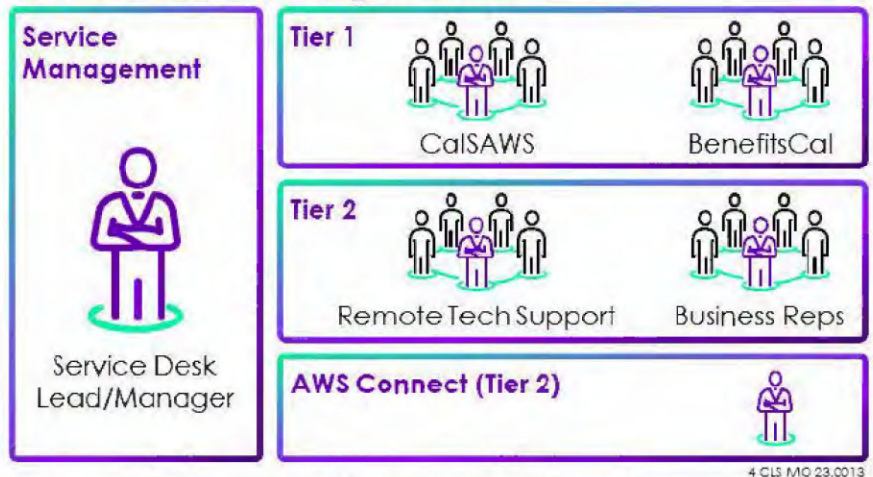 Service
Management
Service Desk
Lead/Manager
Tier 1
CalSAWS
BenefitsCal
Tier 2
Remote Tech Support
Business Reps
AWS Connect (Tier 2)
4 CLS MO 23.0013